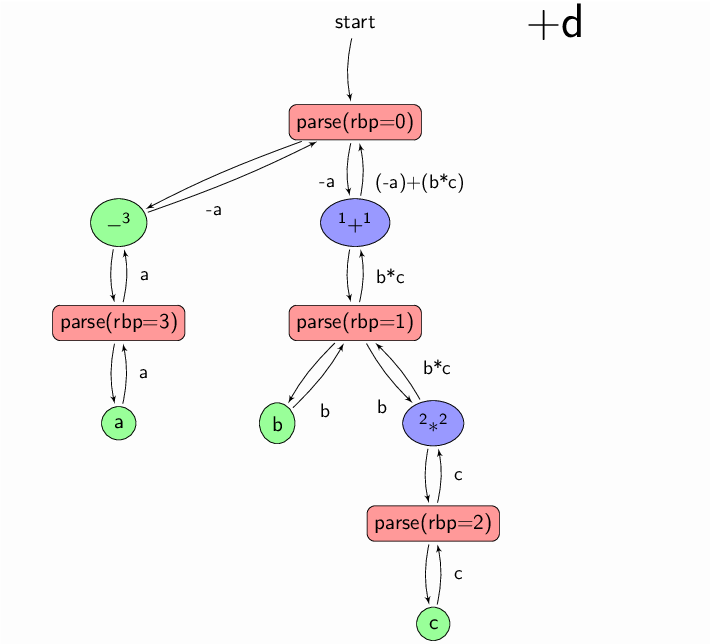 start
+d
parse(rbp=0)
-a
-a
(-a)+(b*c)
−³
¹+¹
a
b*c
parse(rbp=3)
parse(rbp=1)
a
b*c
b
b
a
b
²*²
c
parse(rbp=2)
c
c